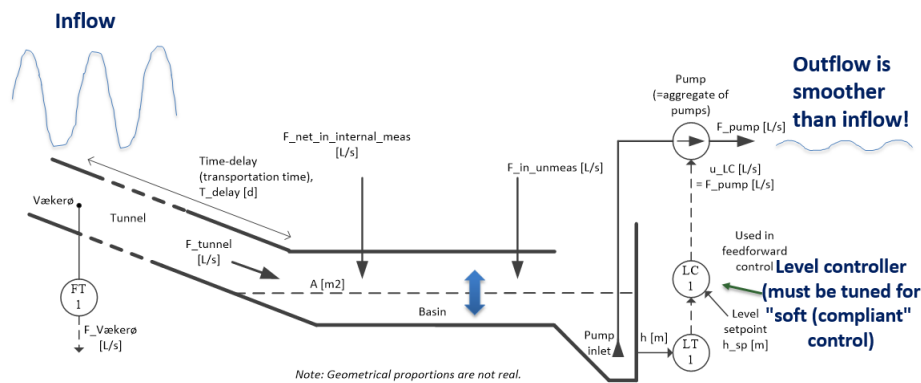 Inflow
Outflow is
smoother
than inflow!
Pump
(=aggregate of
pumps)
F_pump [L/s]
F_net_in_internal_meas
[L/s]
F_in_unmeas [L/s]
Time-delay
(transportation time),
T_delay [d]
u_LC [L/s]
= F_pump [L/s]
Vækerø
Tunnel
F_tunnel
[L/s]
Used in
feedforward
control
A [m2]
LC
1
Level controller
(must be tuned for
"soft (compliant"
control)
FT
1
Basin
Level
setpoint
h_sp [m]
F_Vækerø
[L/s]
Pump
inlet
h [m]
LT
1
Note: Geometrical proportions are not real.